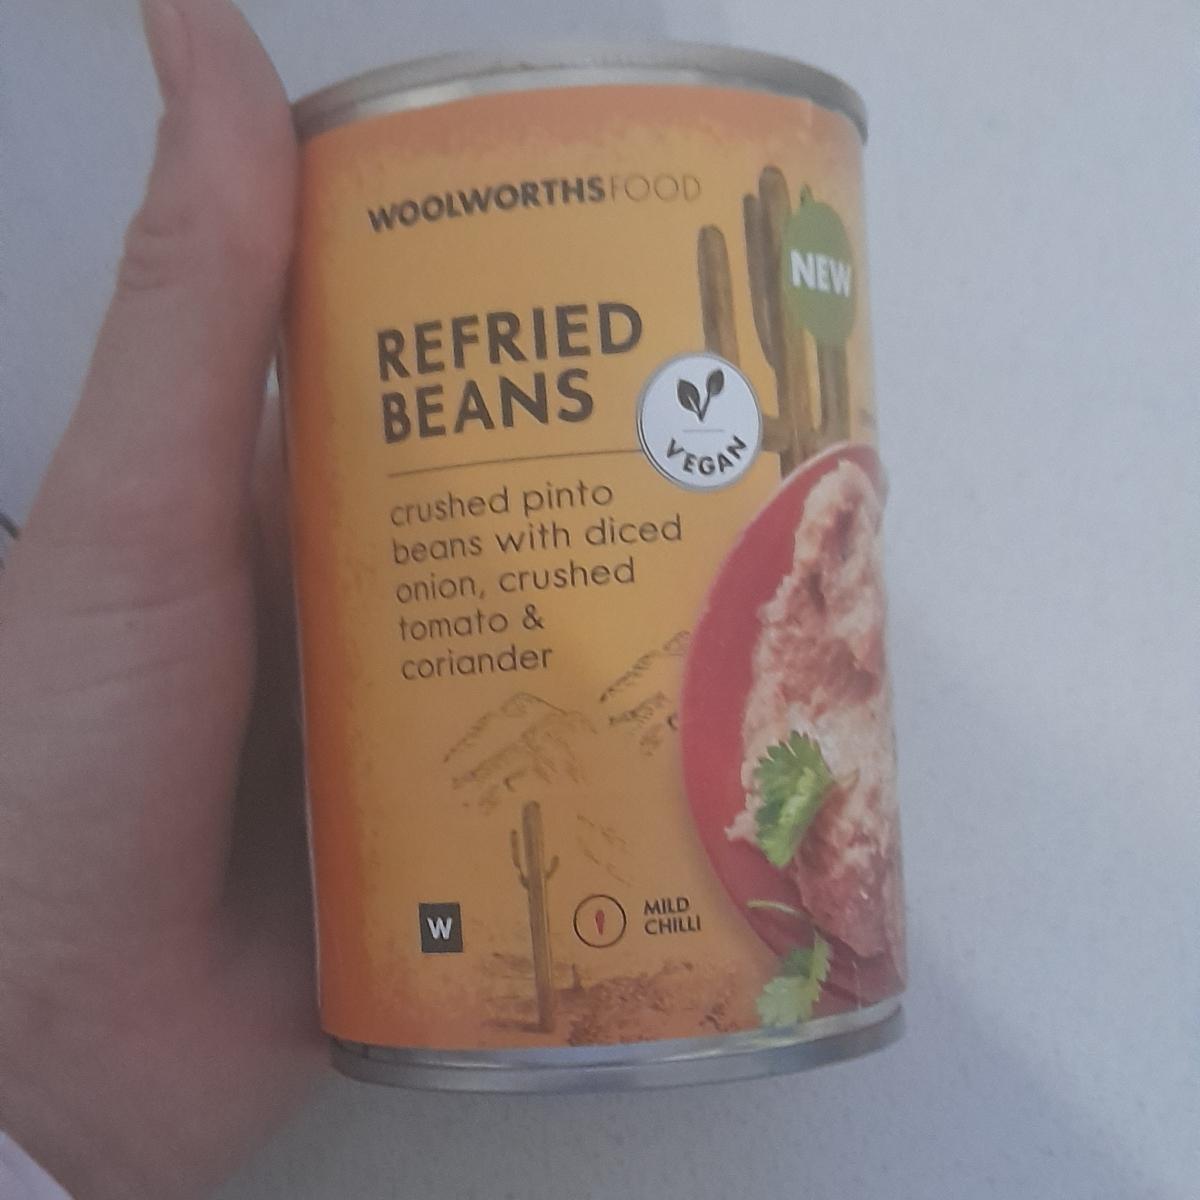 WOOLWORTHSFOOD
NEW
REFRIED
BEANS
VEGAN
crushed pinto
beans with diced
onion, crushed
tomato &
coriander
W
MILD
CHILLI